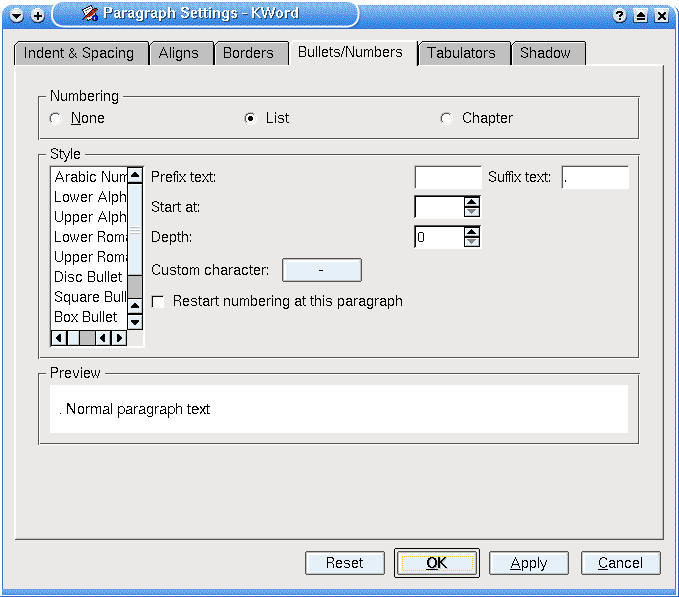 Paragraph Settings - KWord
Indent & Spacing Aligns Borders Bullets/Numbers Tabulators Shadow
Numbering
None List Chapter
Style
Arabic Num
Lower Alph
Upper Alph
Lower Roma
Upper Roma
Disc Bullet
Square Bull
Box Bullet
Prefix text: Suffix text: .
Start at:
Depth: 0
Custom character: -
Restart numbering at this paragraph
Preview
. Normal paragraph text
Reset OK Apply Cancel